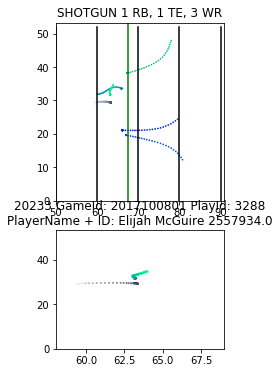 SHOTGUN 1 RB, 1 TE, 3 WR
50
40
30
20
10
0
50 60 70 80 90
20233 GameId: 2017100801 PlayId: 3288
PlayerName + ID: Elijah McGuire 2557934.0
40
20
0
60.0 62.5 65.0 67.5